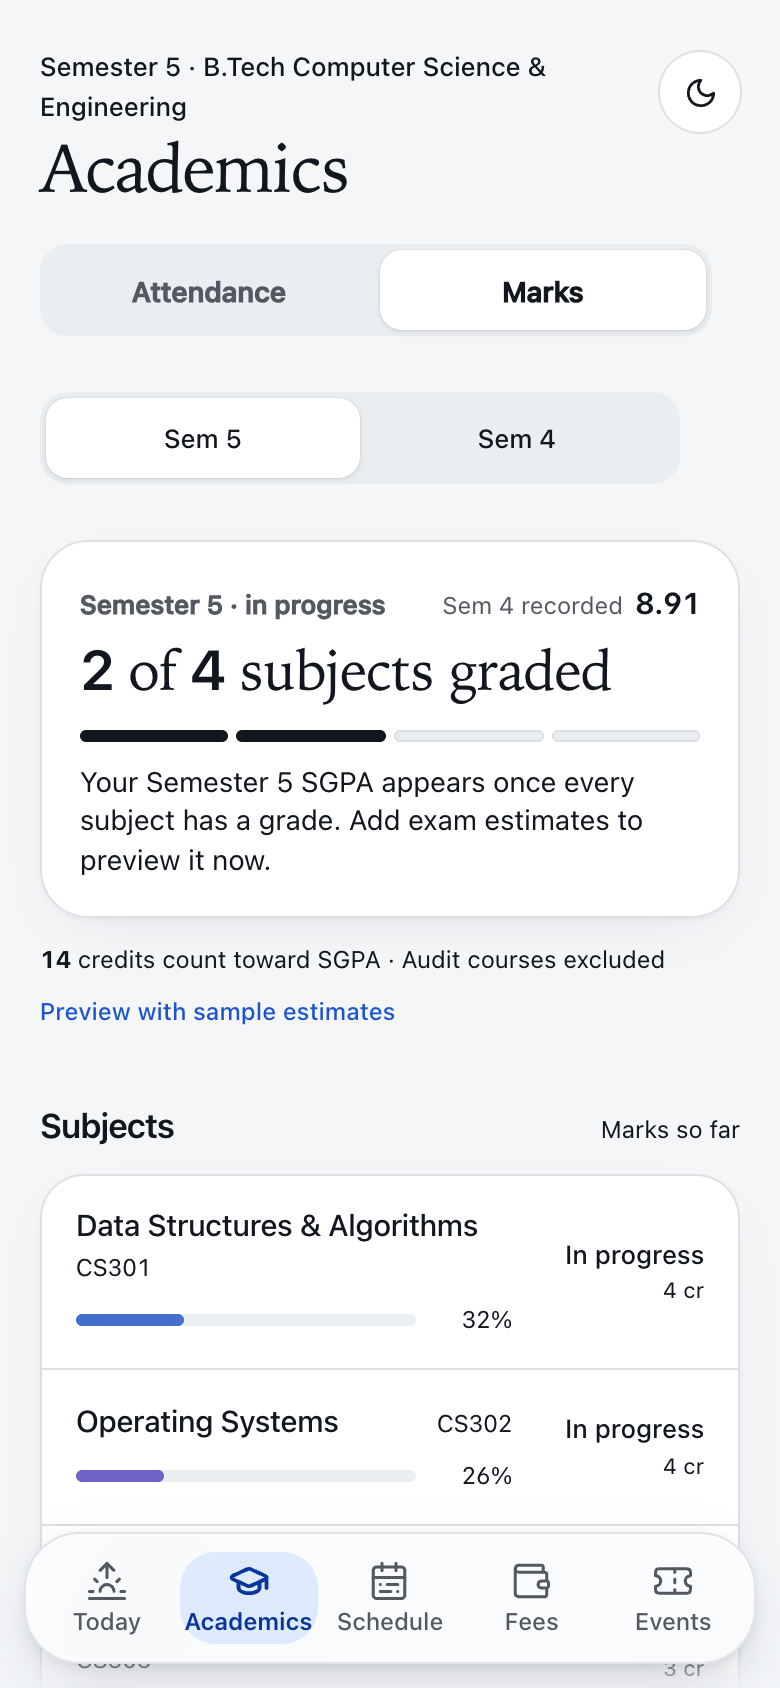 Semester 5 · B.Tech Computer Science &
Engineering
Academics
Attendance
Marks
Sem 5
Sem 4
Semester 5 · in progress
Sem 4 recorded 8.91
2 of 4 subjects graded
Your Semester 5 SGPA appears once every
subject has a grade. Add exam estimates to
preview it now.
14 credits count toward SGPA · Audit courses excluded
Preview with sample estimates
Subjects
Marks so far
Data Structures & Algorithms
CS301
In progress
4 cr
32%
Operating Systems
CS302
In progress
4 cr
26%
Today
Academics
Schedule
Fees
Events
3 cr